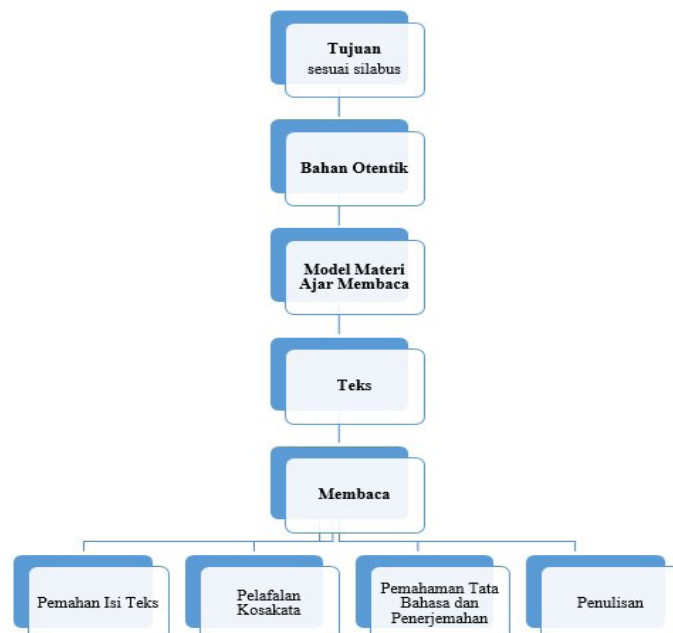 Tujuan
sesuai silabus
Bahan Otentik
Model Materi
Ajar Membaca
Teks
Membaca
Pemahan Isi Teks
Pelafalan
Kosakata
Pemahaman Tata
Bahasa dan
Penerjemahan
Penulisan